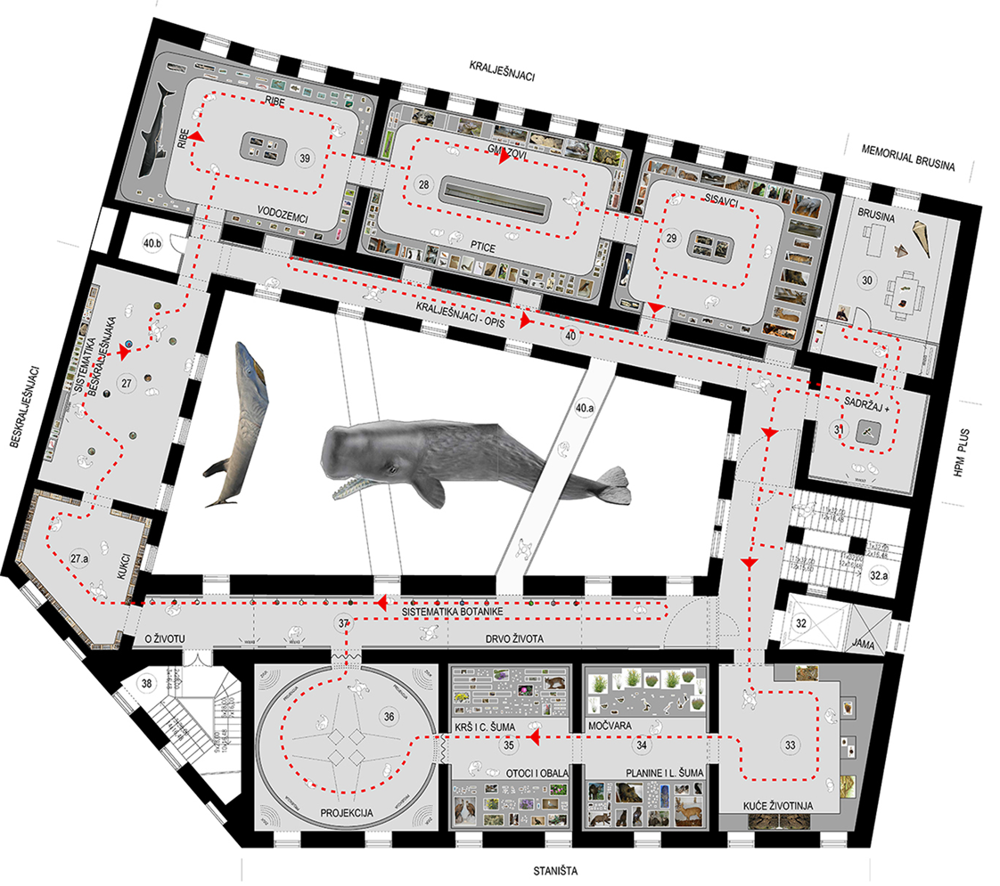 KRALJEŠNJACI
MEMORIJAL BRUSINA
RIBE
RIBE
39
VODOZEMCI
GMAZOVI
28
PTICE
SISAVCI
29
BRUSINA
30
40.b
KRALJEŠNJACI - OPIS
40
SISTEMATIKA
BESKRALJEŠNJAKA
27
BESKRALJEŠNJACI
40.a
SADRŽAJ +
31
HPM PLUS
27.a
KUKCI
32.a
32
JAMA
SISTEMATIKA BOTANIKE
37
O ŽIVOTU
DRVO ŽIVOTA
38
36
PROJEKCIJA
KRŠ I C. ŠUMA
35
OTOCI I OBALA
MOČVARA
34
PLANINE I L. ŠUMA
33
KUĆE ŽIVOTINJA
STANIŠTA